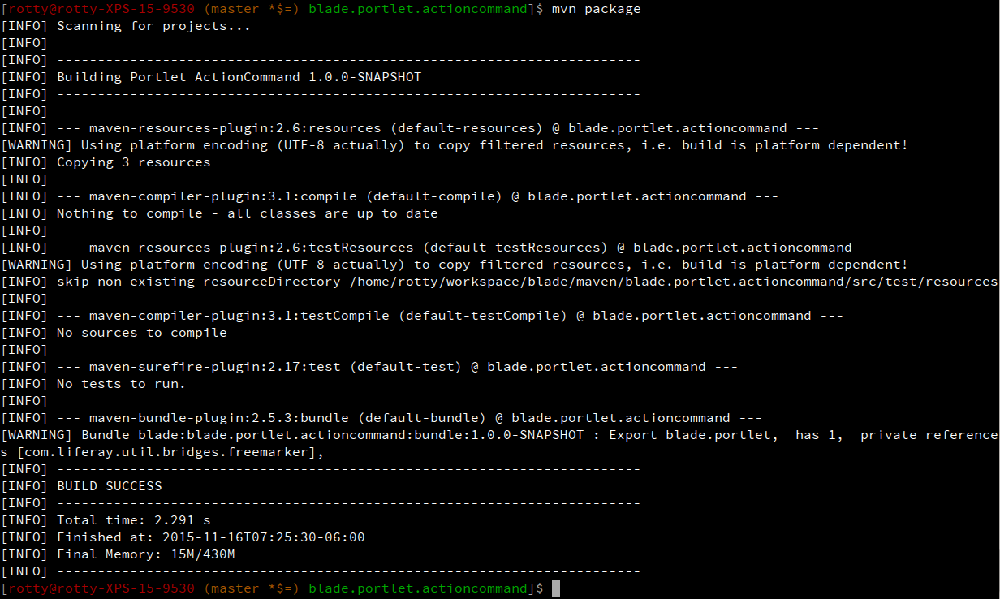 [rotty@rotty-XPS-15-9530 (master *$=) blade.portlet.actioncommand]$ mvn package
[INFO] Scanning for projects...
[INFO]
[INFO] ------------------------------------------------------------------------
[INFO] Building Portlet ActionCommand 1.0.0-SNAPSHOT
[INFO] ------------------------------------------------------------------------
[INFO]
[INFO] --- maven-resources-plugin:2.6:resources (default-resources) @ blade.portlet.actioncommand ---
[WARNING] Using platform encoding (UTF-8 actually) to copy filtered resources, i.e. build is platform dependent!
[INFO] Copying 3 resources
[INFO]
[INFO] --- maven-compiler-plugin:3.1:compile (default-compile) @ blade.portlet.actioncommand ---
[INFO] Nothing to compile - all classes are up to date
[INFO]
[INFO] --- maven-resources-plugin:2.6:testResources (default-testResources) @ blade.portlet.actioncommand ---
[WARNING] Using platform encoding (UTF-8 actually) to copy filtered resources, i.e. build is platform dependent!
[INFO] skip non existing resourceDirectory /home/rotty/workspace/blade/maven/blade.portlet.actioncommand/src/test/resources
[INFO]
[INFO] --- maven-compiler-plugin:3.1:testCompile (default-testCompile) @ blade.portlet.actioncommand ---
[INFO] No sources to compile
[INFO]
[INFO] --- maven-surefire-plugin:2.17:test (default-test) @ blade.portlet.actioncommand ---
[INFO] No tests to run.
[INFO]
[INFO] --- maven-bundle-plugin:2.5.3:bundle (default-bundle) @ blade.portlet.actioncommand ---
[WARNING] Bundle blade:blade.portlet.actioncommand:bundle:1.0.0-SNAPSHOT : Export blade.portlet,  has 1,  private reference
s [com.liferay.util.bridges.freemarker],
[INFO] ------------------------------------------------------------------------
[INFO] BUILD SUCCESS
[INFO] ------------------------------------------------------------------------
[INFO] Total time: 2.291 s
[INFO] Finished at: 2015-11-16T07:25:30-06:00
[INFO] Final Memory: 15M/430M
[INFO] ------------------------------------------------------------------------
[rotty@rotty-XPS-15-9530 (master *$=) blade.portlet.actioncommand]$